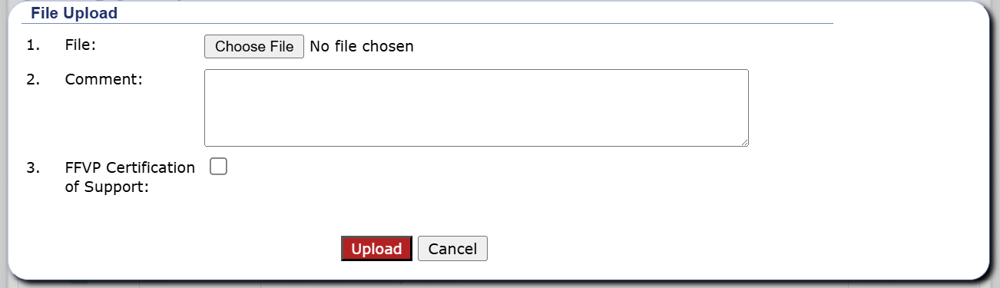 File Upload
1. File: Choose File No file chosen
2. Comment:
3. FFVP Certification
of Support:
Upload Cancel